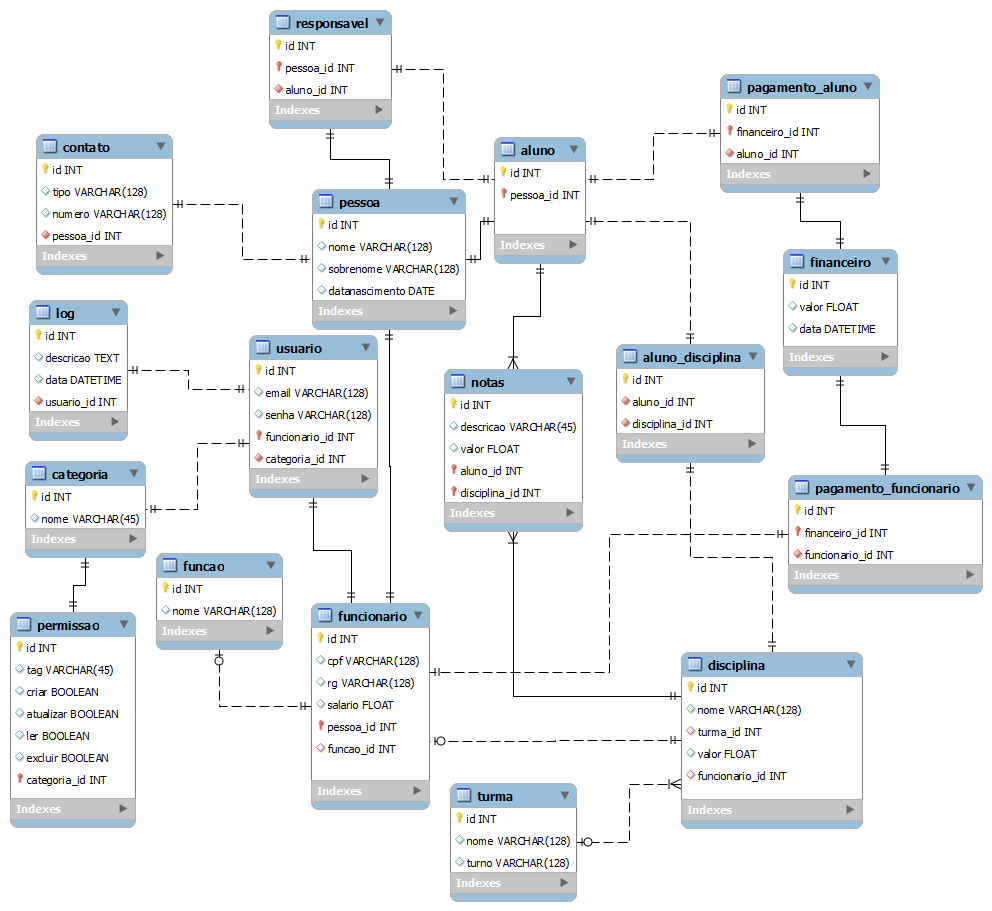 responsavel
id INT
pessoa_id INT
aluno_id INT
Indexes
pagamento_aluno
id INT
financeiro_id INT
aluno_id INT
Indexes
contato
id INT
tipo VARCHAR(128)
numero VARCHAR(128)
pessoa_id INT
Indexes
aluno
id INT
pessoa_id INT
Indexes
pessoa
id INT
nome VARCHAR(128)
sobrenome VARCHAR(128)
datanascimento DATE
Indexes
financeiro
id INT
valor FLOAT
data DATETIME
Indexes
log
id INT
descricao TEXT
data DATETIME
usuario_id INT
Indexes
usuario
id INT
email VARCHAR(128)
senha VARCHAR(128)
funcionario_id INT
categoria_id INT
Indexes
aluno_disciplina
id INT
aluno_id INT
disciplina_id INT
Indexes
notas
id INT
descricao VARCHAR(45)
valor FLOAT
aluno_id INT
disciplina_id INT
Indexes
categoria
id INT
nome VARCHAR(45)
Indexes
pagamento_funcionario
id INT
financeiro_id INT
funcionario_id INT
Indexes
funcao
id INT
nome VARCHAR(128)
Indexes
permissao
id INT
tag VARCHAR(45)
criar BOOLEAN
atualizar BOOLEAN
ler BOOLEAN
excluir BOOLEAN
categoria_id INT
Indexes
funcionario
id INT
cpf VARCHAR(128)
rg VARCHAR(128)
salario FLOAT
pessoa_id INT
funcao_id INT
Indexes
disciplina
id INT
nome VARCHAR(128)
turma_id INT
valor FLOAT
funcionario_id INT
Indexes
turma
id INT
nome VARCHAR(128)
turno VARCHAR(128)
Indexes